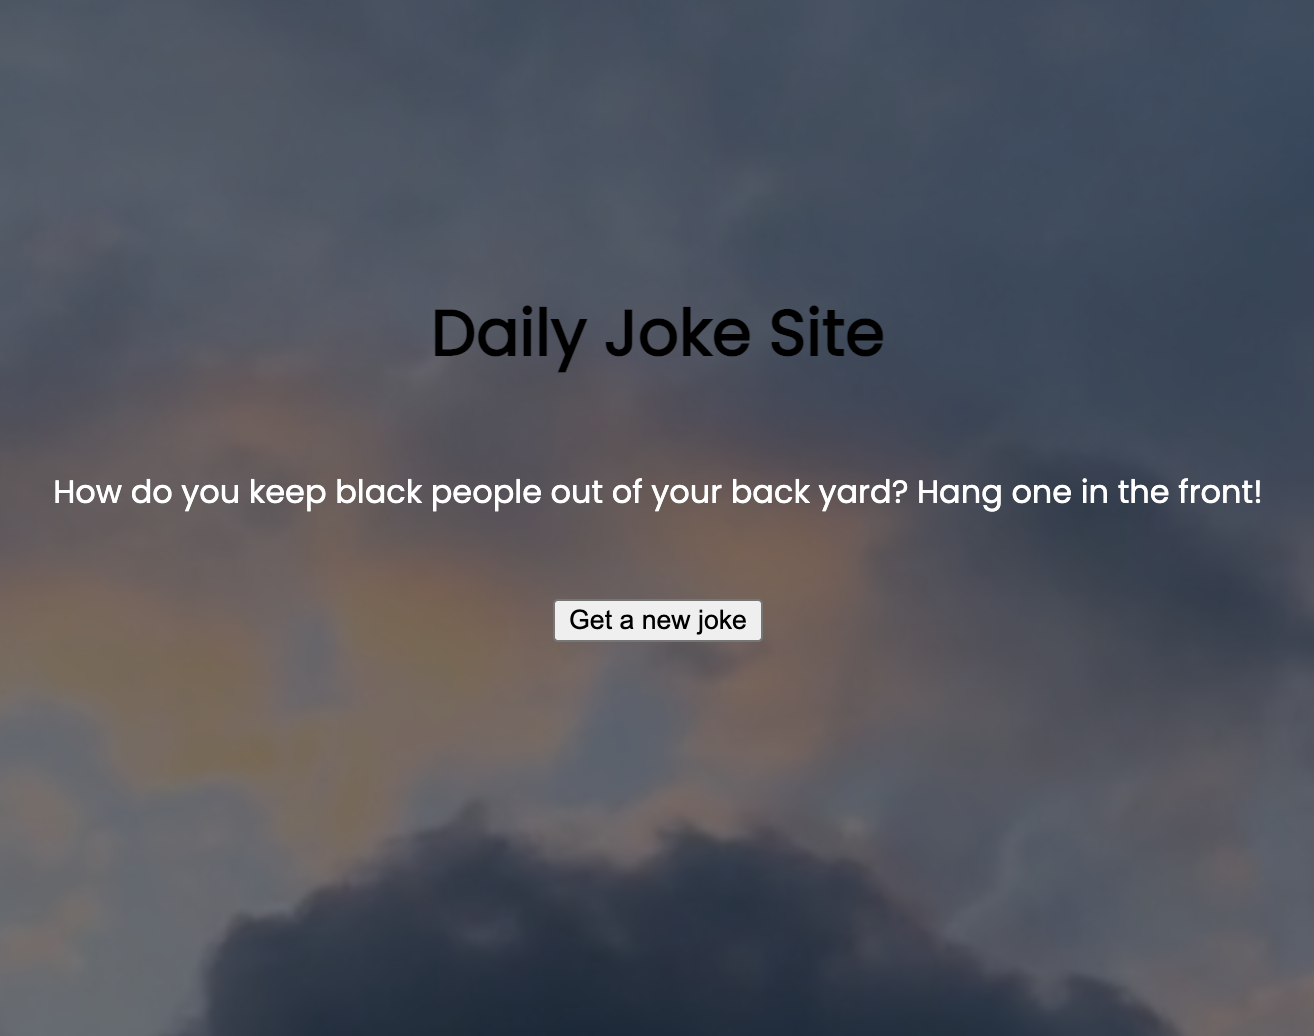 Daily Joke Site
How do you keep black people out of your back yard? Hang one in the front!
Get a new joke